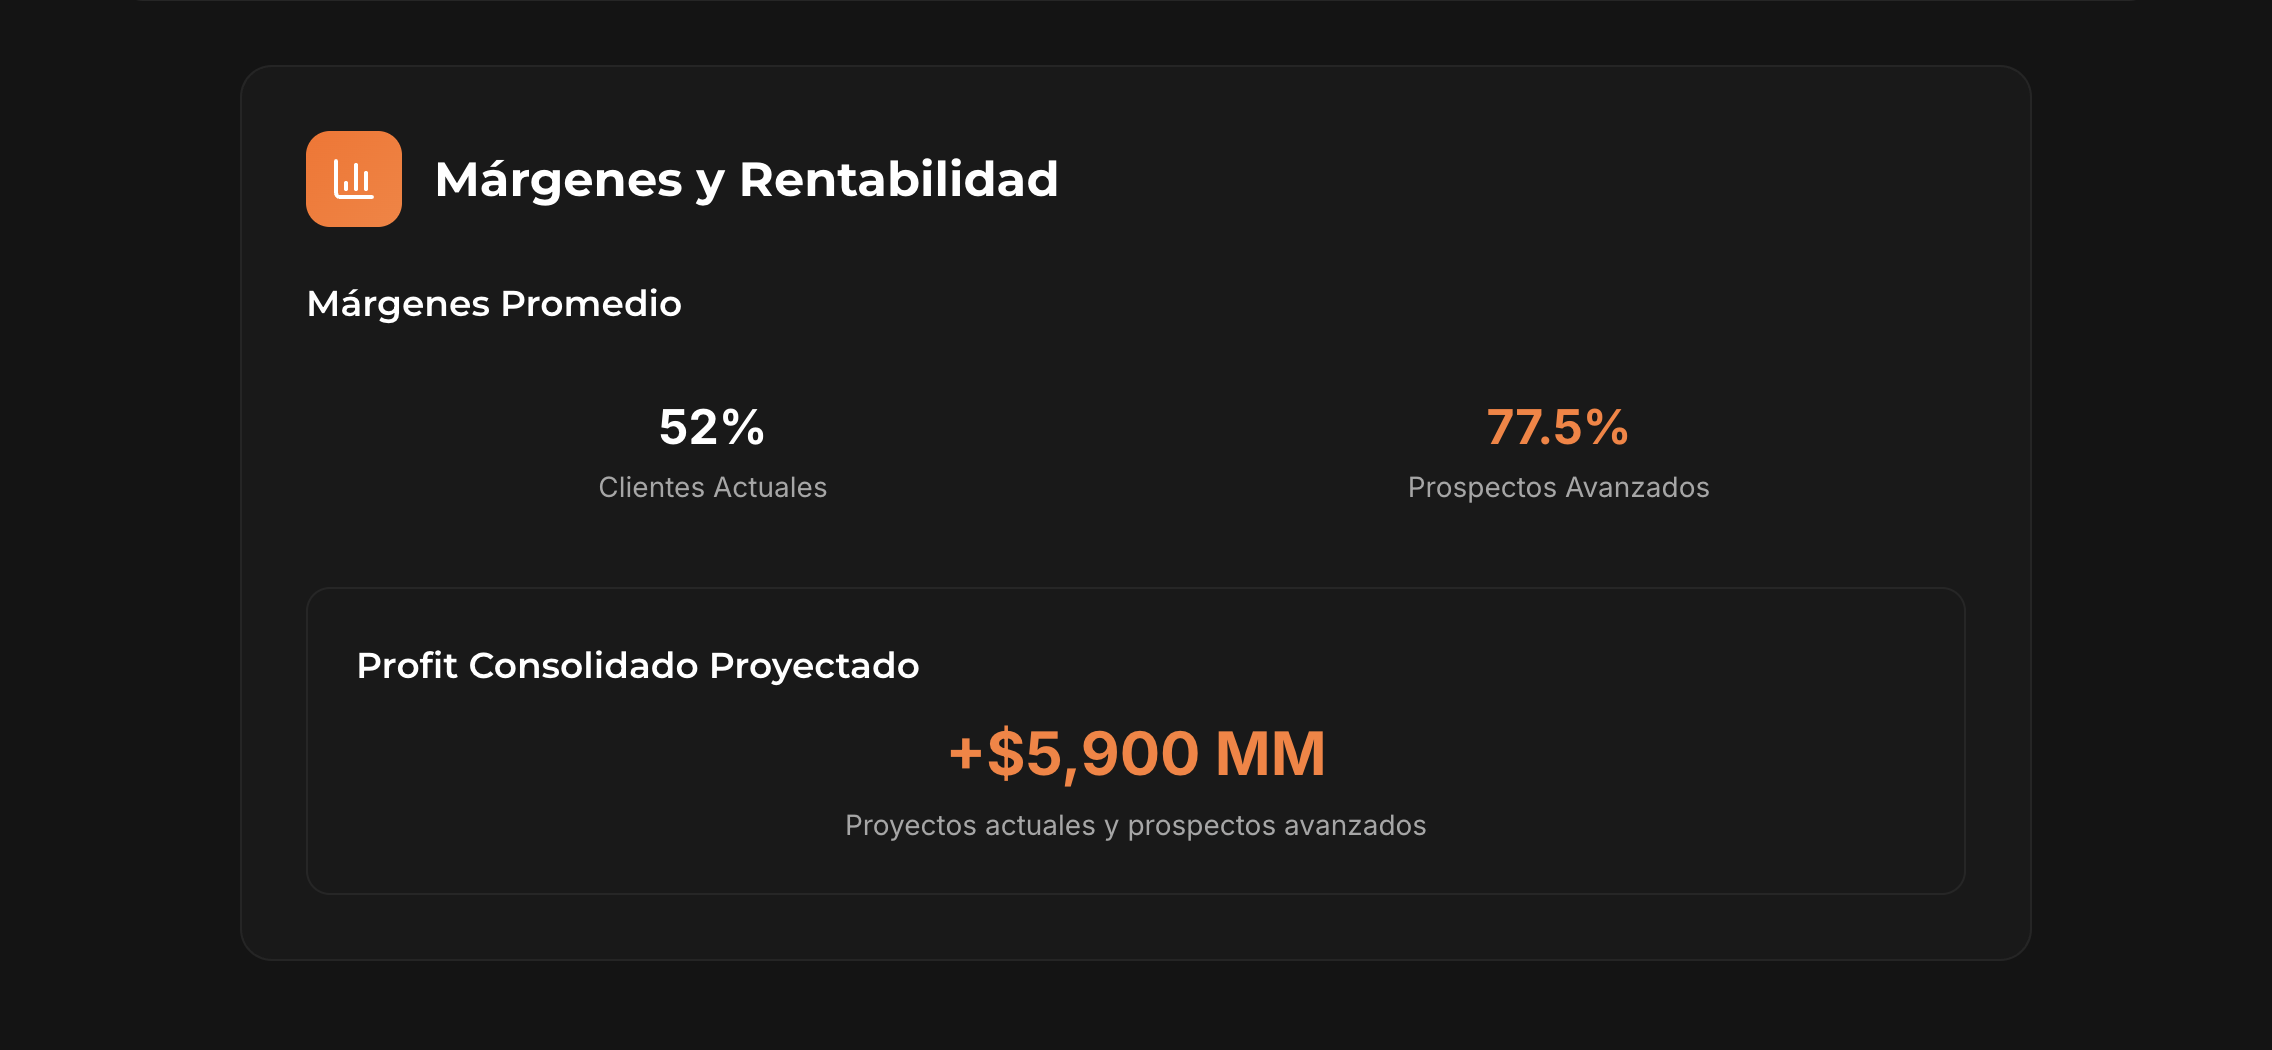 Márgenes y Rentabilidad
Márgenes Promedio
52%
Clientes Actuales
77.5%
Prospectos Avanzados
Profit Consolidado Proyectado
+$5,900 MM
Proyectos actuales y prospectos avanzados